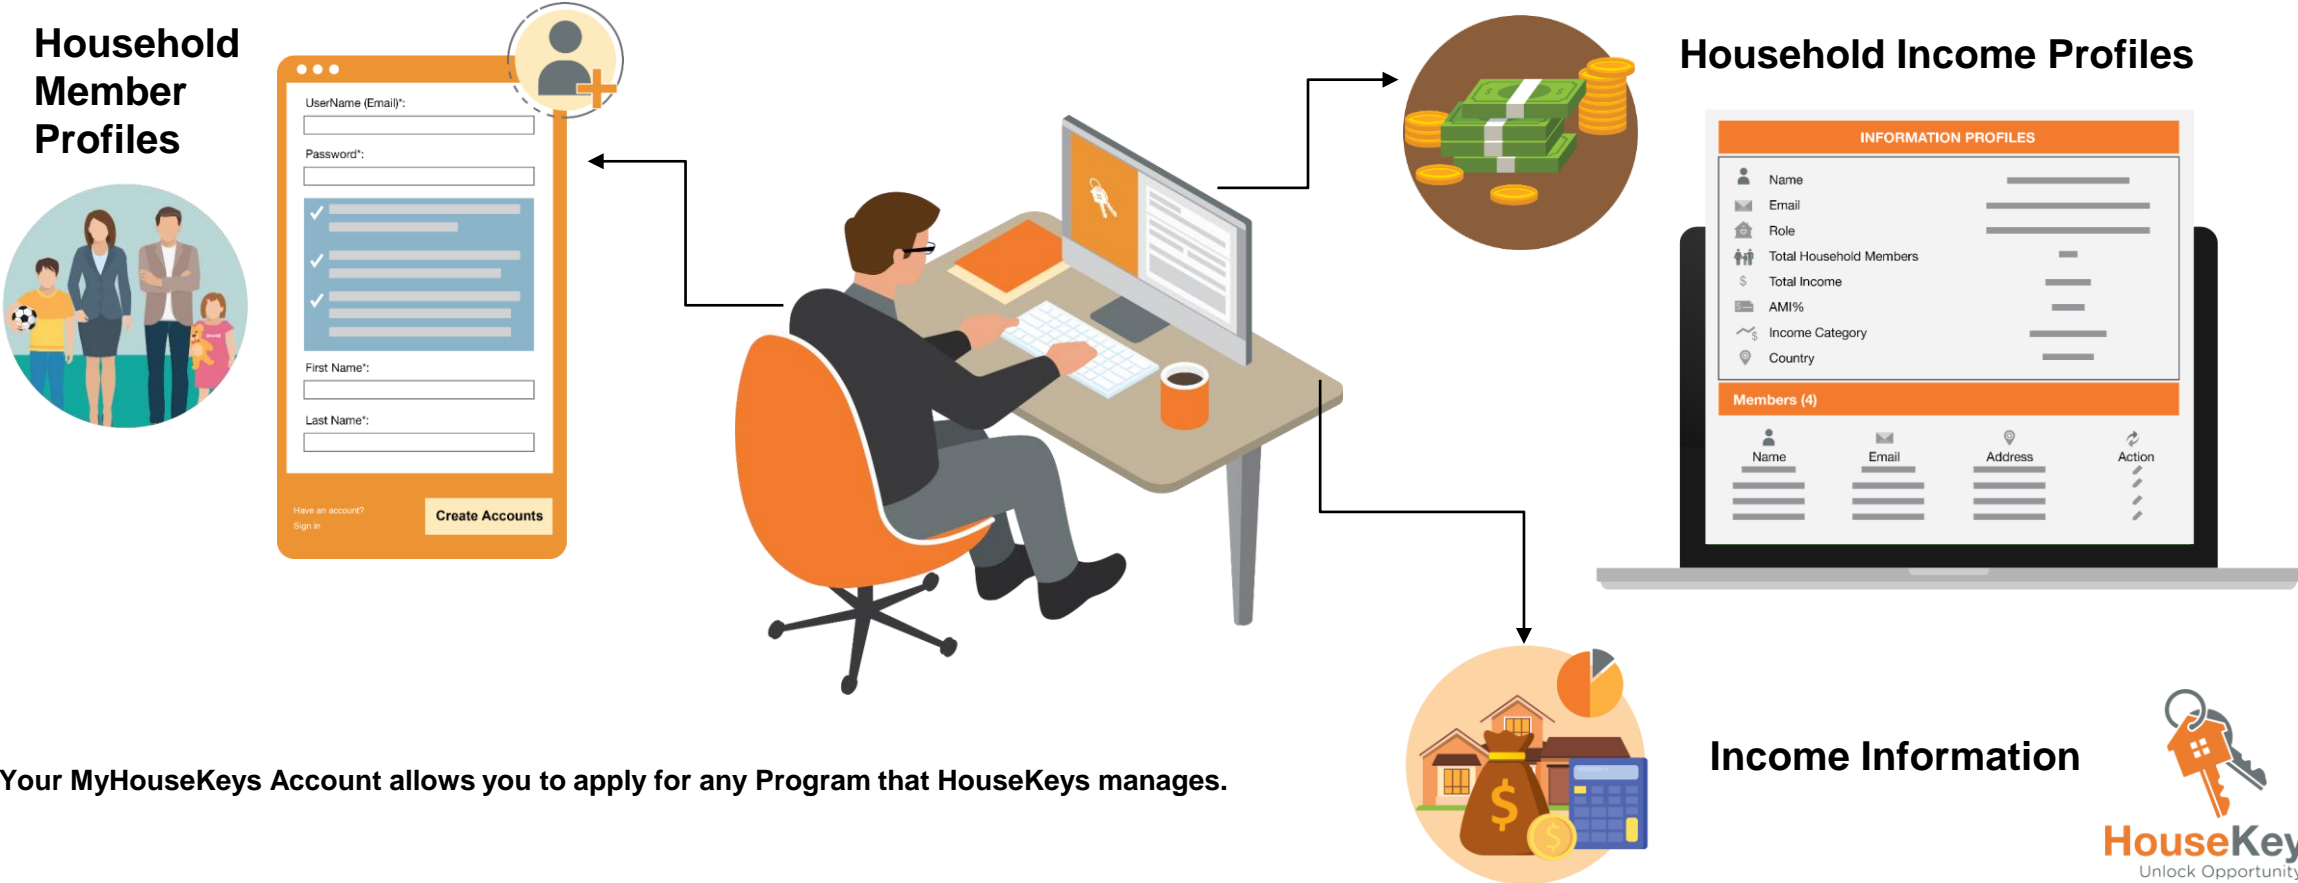 Household
Member
Profiles
UserName (Email)*:
Password*:
First Name*:
Last Name*:
Have an account?
Sign in
Create Accounts
Household Income Profiles
INFORMATION PROFILES
Name
Email
Role
Total Household Members
$ Total Income
AMI%
Income Category
Country
Members (4)
Name Email Address Action
Income Information
Your MyHouseKeys Account allows you to apply for any Program that HouseKeys manages.
$
$
HouseKey
Unlock Opportunity